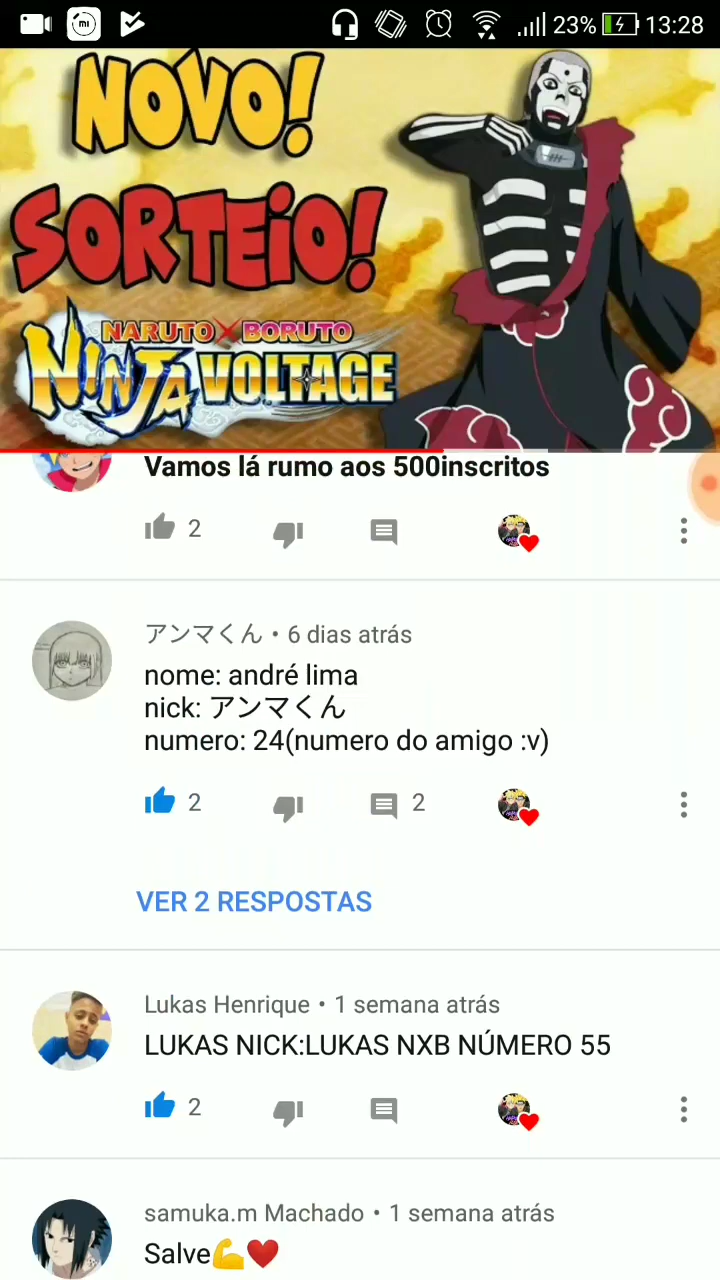 mi
23%
13:28
NOVO!
SORTEiO!
NARUTO X BORUTO
NINJA VOLTAGE
Vamos lá rumo aos 500inscritos
2
アンマくん • 6 dias atrás
nome: andré lima
nick: アンマくん
numero: 24(numero do amigo :v)
2
2
VER 2 RESPOSTAS
Lukas Henrique • 1 semana atrás
LUKAS NICK:LUKAS NXB NÚMERO 55
2
samuka.m Machado • 1 semana atrás
Salve💪❤️